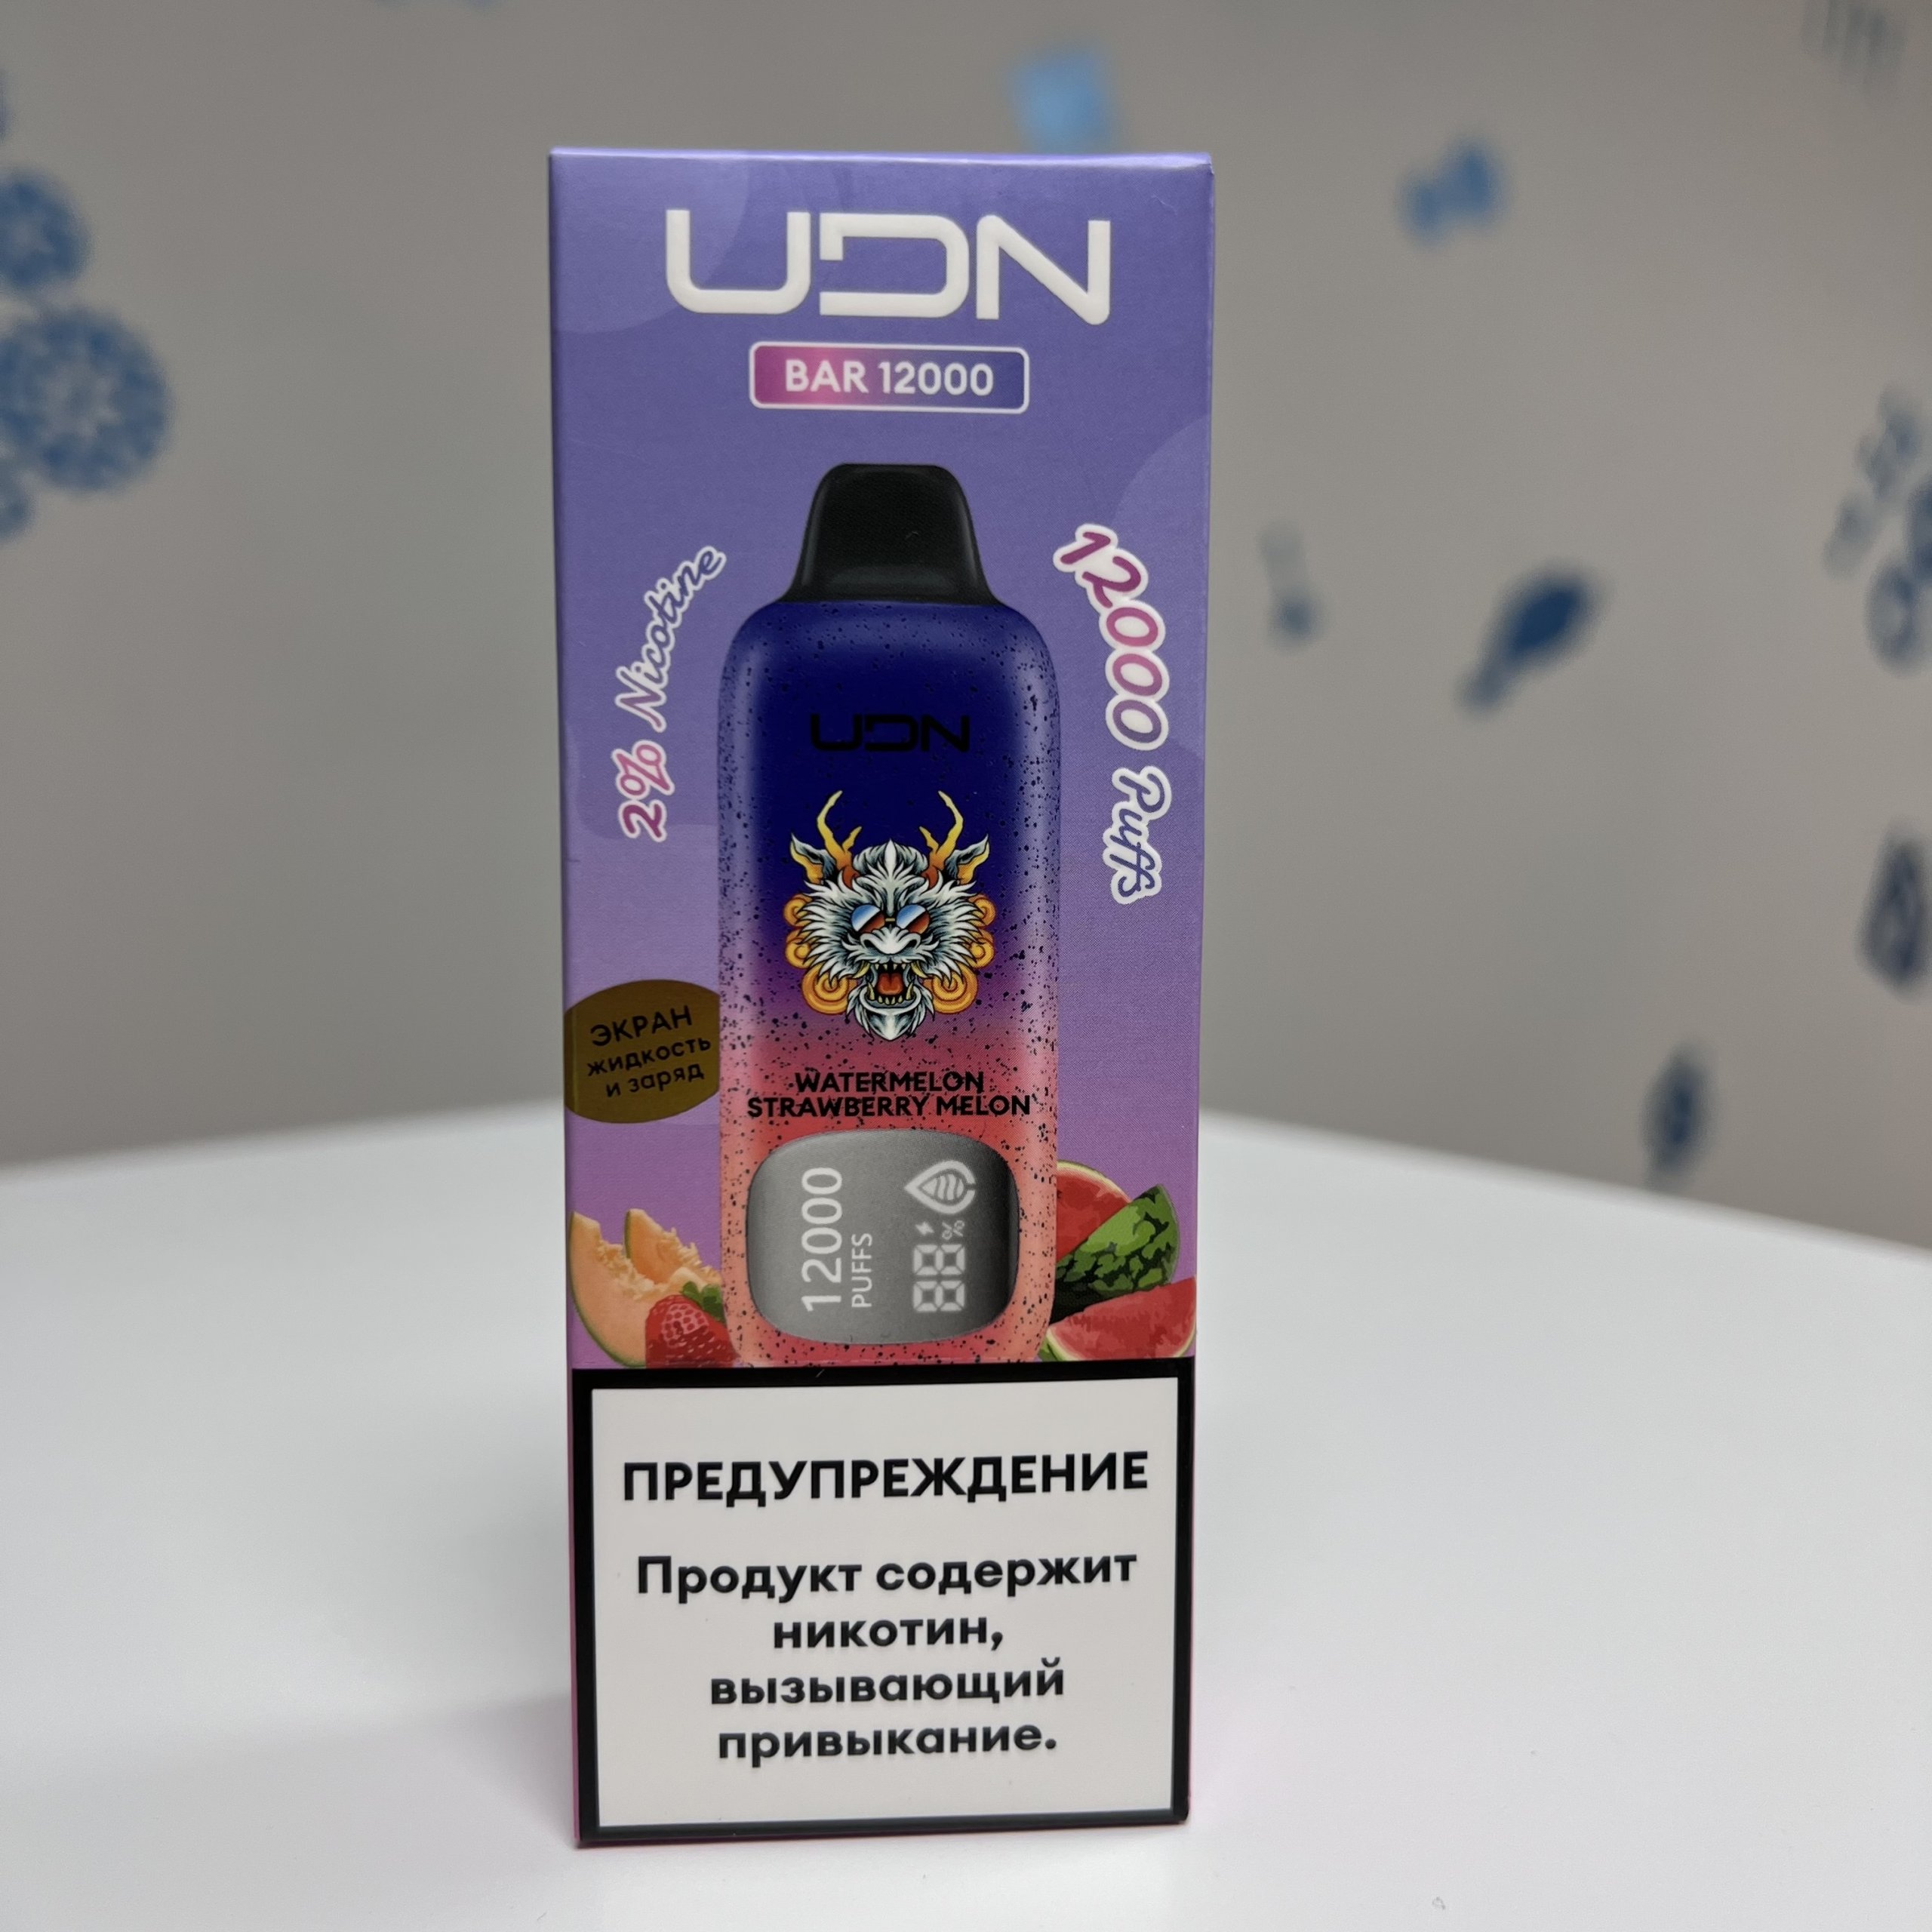 UDN
BAR 12000
2% Nicotine
12000 Puffs
UDN
ЭКРАН
жидкость
и заряд
WATERMELON
STRAWBERRY MELON
12000
PUFFS
88%
ПРЕДУПРЕЖДЕНИЕ
Продукт содержит
никотин,
вызывающий
привыкание.